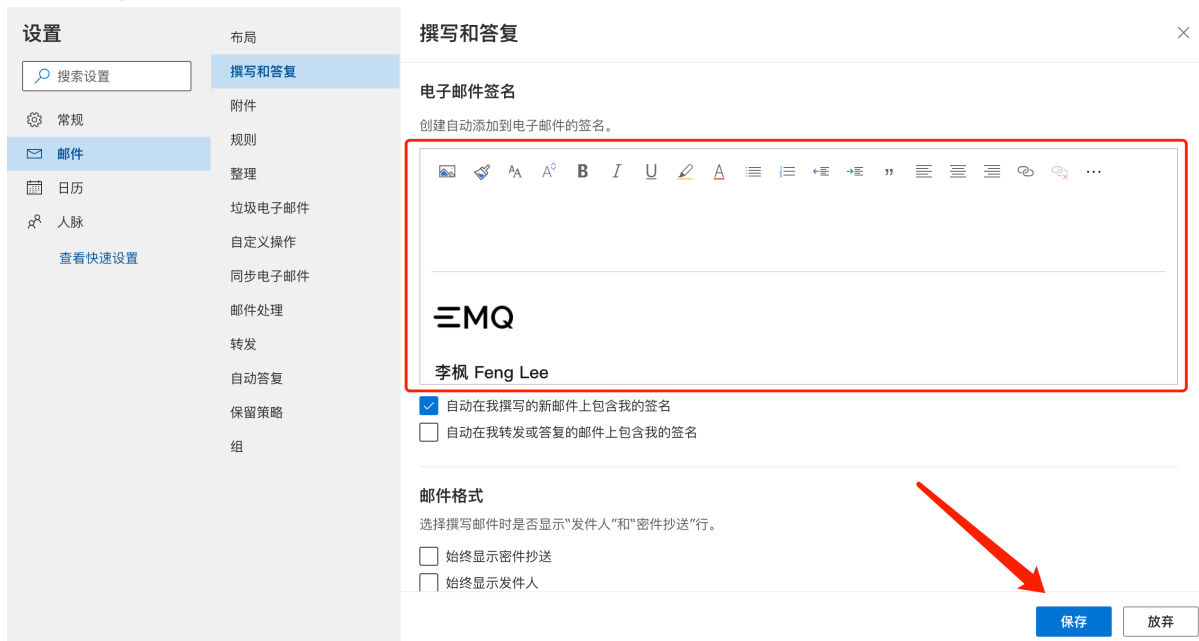 设置
搜索设置
常规
邮件
日历
人脉
查看快速设置
布局
撰写和答复
附件
规则
整理
垃圾电子邮件
自定义操作
同步电子邮件
邮件处理
转发
自动答复
保留策略
组
撰写和答复
电子邮件签名
创建自动添加到电子邮件的签名。
EMQ
李枫 Feng Lee
自动在我撰写的新邮件上包含我的签名
自动在我转发或答复的邮件上包含我的签名
邮件格式
选择撰写邮件时是否显示“发件人”和“密件抄送”行。
始终显示密件抄送
始终显示发件人
保存
放弃